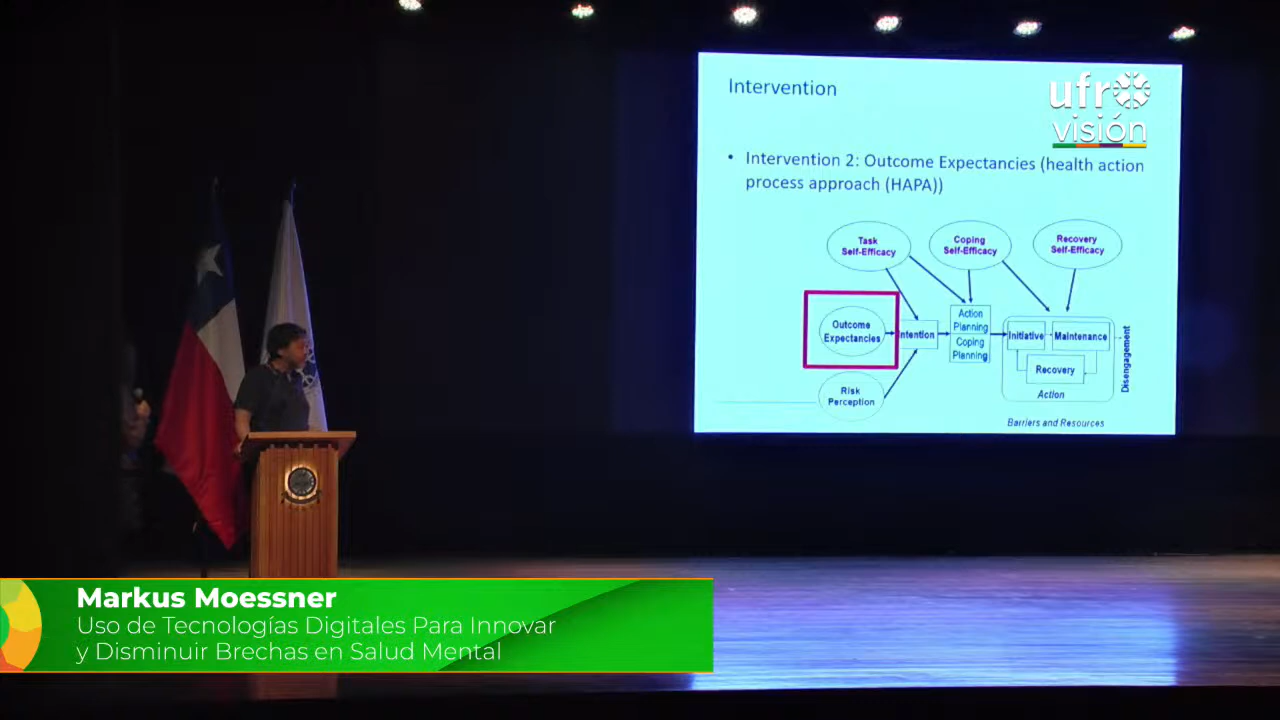 Intervention
ufro
visión
• Intervention 2: Outcome Expectancies (health action
process approach (HAPA))
Task
Self-Efficacy
Coping
Self-Efficacy
Recovery
Self-Efficacy
Outcome
Expectancies
Intention
Action
Planning
Coping
Planning
Initiative
Maintenance
Recovery
Action
Disengagement
Risk
Perception
Barriers and Resources
Markus Moessner
Uso de Tecnologías Digitales Para Innovar
y Disminuir Brechas en Salud Mental